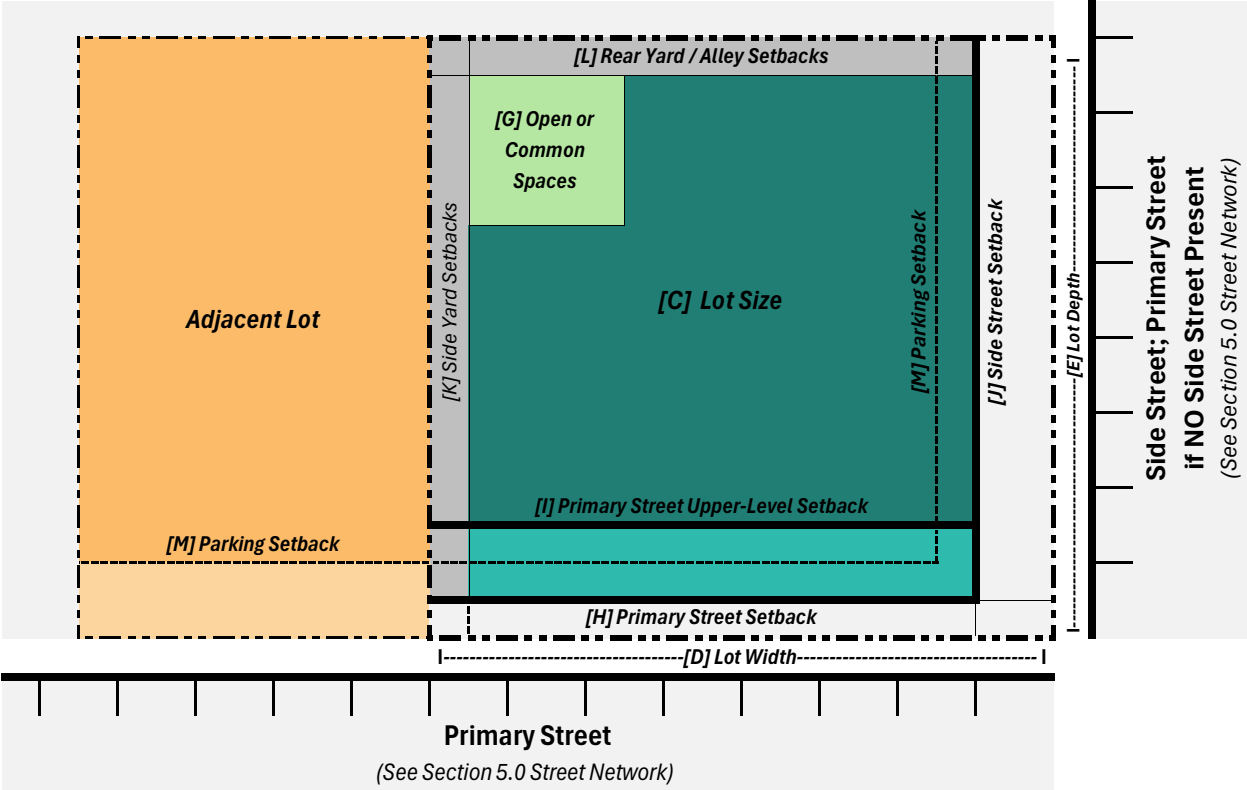 [L] Rear Yard / Alley Setbacks
[G] Open or
Common
Spaces
Adjacent Lot
[K] Side Yard Setbacks
[C] Lot Size
[M] Parking Setback
[J] Side Street Setback
[E] Lot Depth
Side Street; Primary Street
if NO Side Street Present
(See Section 5.0 Street Network)
[I] Primary Street Upper-Level Setback
[M] Parking Setback
[H] Primary Street Setback
[D] Lot Width
Primary Street
(See Section 5.0 Street Network)